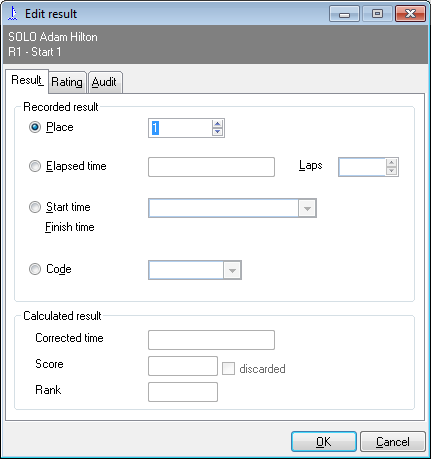 Edit result
SOLO Adam Hilton
R1 - Start 1
Result Rating Audit
Recorded result
Place 1
Elapsed time Laps
Start time
Finish time
Code
Calculated result
Corrected time
Score discarded
Rank
OK Cancel